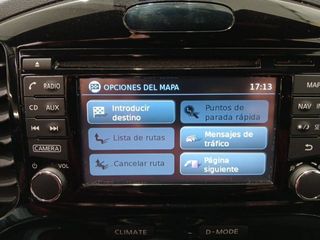 OPCIONES DEL MAPA
17:13
RADIO
CD AUX
CAMERA
VOL
Introducir
destino
Puntos de
parada rápida
Lista de rutas
Mensajes de
tráfico
Cancelar ruta
Página
siguiente
MAP
NAV
CLIMATE
D-MODE